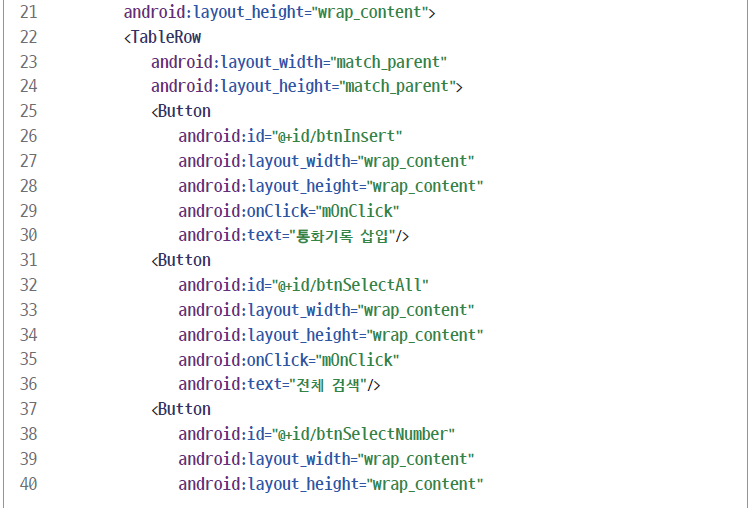 21 android:layout_height="wrap_content">
22 <TableRow
23 android:layout_width="match_parent"
24 android:layout_height="match_parent">
25 <Button
26 android:id="@+id/btnInsert"
27 android:layout_width="wrap_content"
28 android:layout_height="wrap_content"
29 android:onClick="mOnClick"
30 android:text="통화기록 삽입"/>
31 <Button
32 android:id="@+id/btnSelectAll"
33 android:layout_width="wrap_content"
34 android:layout_height="wrap_content"
35 android:onClick="mOnClick"
36 android:text="전체 검색"/>
37 <Button
38 android:id="@+id/btnSelectNumber"
39 android:layout_width="wrap_content"
40 android:layout_height="wrap_content"